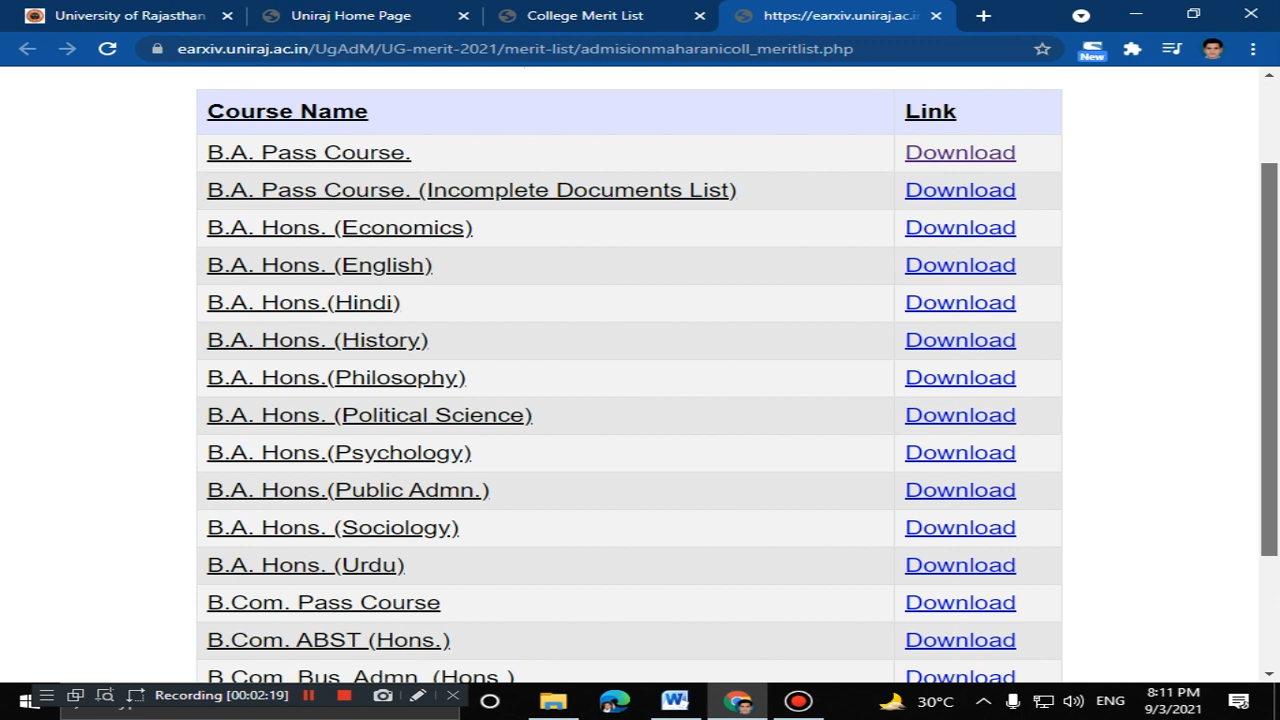 University of Rajasthan
Uniraj Home Page
College Merit List
https://earxiv.uniraj.ac.i
earxiv.uniraj.ac.in/UgAdM/UG-merit-2021/merit-list/admisionmaharanicoll_meritlist.php
New
Course Name Link
B.A. Pass Course. Download
B.A. Pass Course. (Incomplete Documents List) Download
B.A. Hons. (Economics) Download
B.A. Hons. (English) Download
B.A. Hons.(Hindi) Download
B.A. Hons. (History) Download
B.A. Hons.(Philosophy) Download
B.A. Hons. (Political Science) Download
B.A. Hons.(Psychology) Download
B.A. Hons.(Public Admn.) Download
B.A. Hons. (Sociology) Download
B.A. Hons. (Urdu) Download
B.Com. Pass Course Download
B.Com. ABST (Hons.) Download
B.Com. Bus. Admn. (Hons.) Download
Recording [00:02:19]
30°C
ENG
8:11 PM
9/3/2021